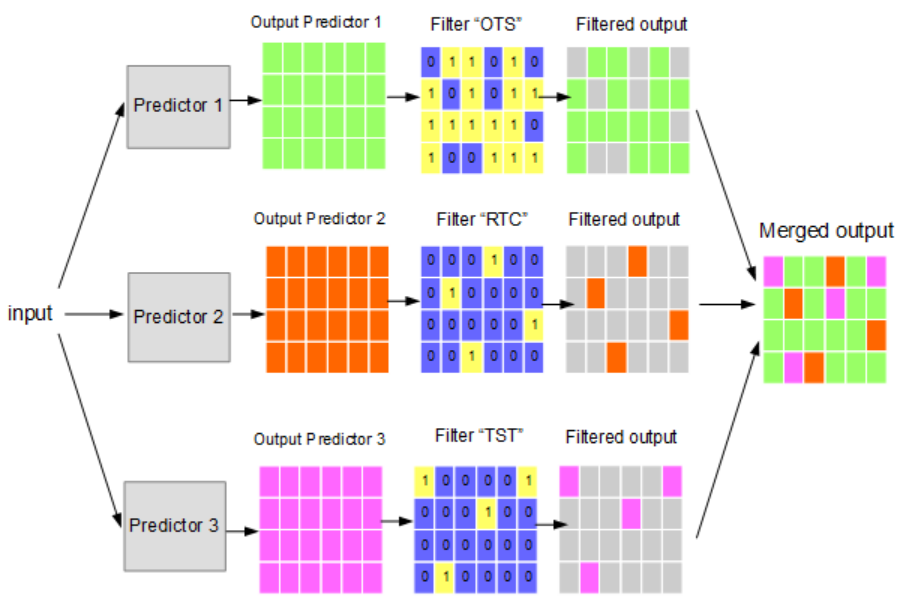 Output Predictor 1
Filter “OTS”
Filtered output
0 1 1 0 1 0
Predictor 1
1 0 1 0 1 1
1 1 1 1 1 0
1 0 0 1 1 1
Output Predictor 2
Filter “RTC”
Filtered output
Merged output
0 0 0 1 0 0
0 1 0 0 0 0
input
Predictor 2
0 0 0 0 0 1
0 0 1 0 0 0
Output Predictor 3
Filter “TST”
Filtered output
1 0 0 0 0 1
0 0 0 1 0 0
Predictor 3
0 0 0 0 0 0
0 1 0 0 0 0